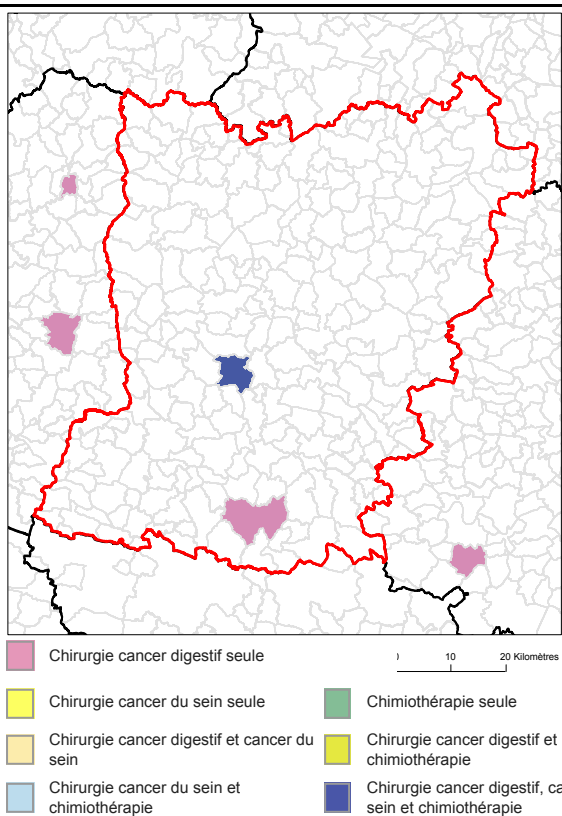 Chirurgie cancer digestif seule
10 20 Kilomètres
Chirurgie cancer du sein seule
Chimiothérapie seule
Chirurgie cancer digestif et cancer du
sein
Chirurgie cancer digestif et
chimiothérapie
Chirurgie cancer du sein et
chimiothérapie
Chirurgie cancer digestif, ca
sein et chimiothérapie